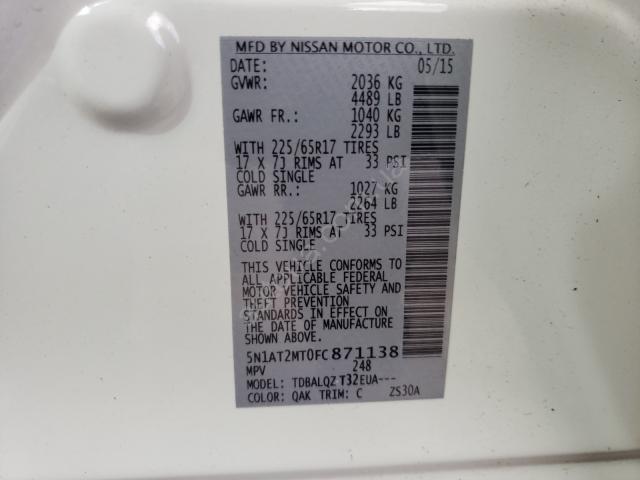 MFD BY NISSAN MOTOR CO., LTD.
DATE: 05/15
GVWR: 2036 KG
4489 LB
GAWR FR.: 1040 KG
2293 LB
WITH 225/65R17 TIRES
17 X 7J RIMS AT 33 PSI
COLD SINGLE
GAWR RR.: 1027 KG
2264 LB
WITH 225/65R17 TIRES
17 X 7J RIMS AT 33 PSI
COLD SINGLE
THIS VEHICLE CONFORMS TO
ALL APPLICABLE FEDERAL
MOTOR VEHICLE SAFETY AND
THEFT PREVENTION
STANDARDS IN EFFECT ON
THE DATE OF MANUFACTURE
SHOWN ABOVE.
5N1AT2MT0FC871138
MPV 248
MODEL: TDBALQZ T32EUA---
COLOR: QAK TRIM: C ZS30A